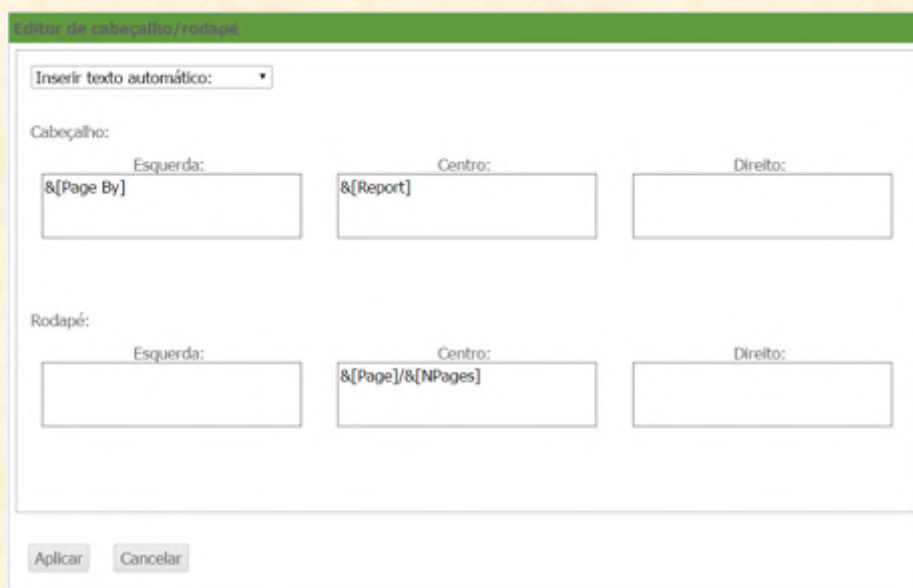 Editor de cabeçalho/rodapé
Inserir texto automático:
Cabeçalho:
Esquerda: Centro: Direito:
&[Page By] &[Report]
Rodapé:
Esquerda: Centro: Direito:
&[Page]/&[NPages]
Aplicar Cancelar